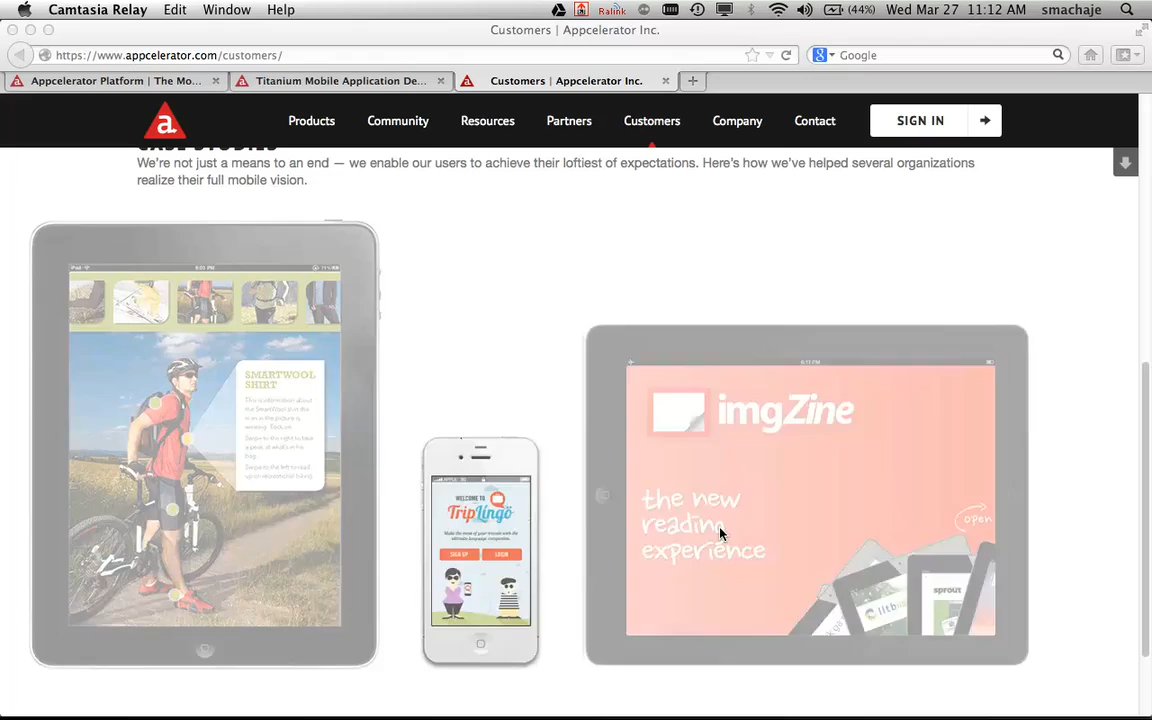 Camtasia Relay Edit Window Help Ralink (44%) Wed Mar 27 11:12 AM smachaje
Customers | Appcelerator Inc.
https://www.appcelerator.com/customers/ Google
Appcelerator Platform | The Mo... Titanium Mobile Application De... Customers | Appcelerator Inc.
a Products Community Resources Partners Customers Company Contact SIGN IN
CASE STUDIES
We're not just a means to an end — we enable our users to achieve their loftiest of expectations. Here's how we've helped several organizations
realize their full mobile vision.
SMARTWOOL
SHIRT
WELCOME TO
TripLingo
SIGN UP LOGIN
imgZine
the new
reading
experience
open
sprout